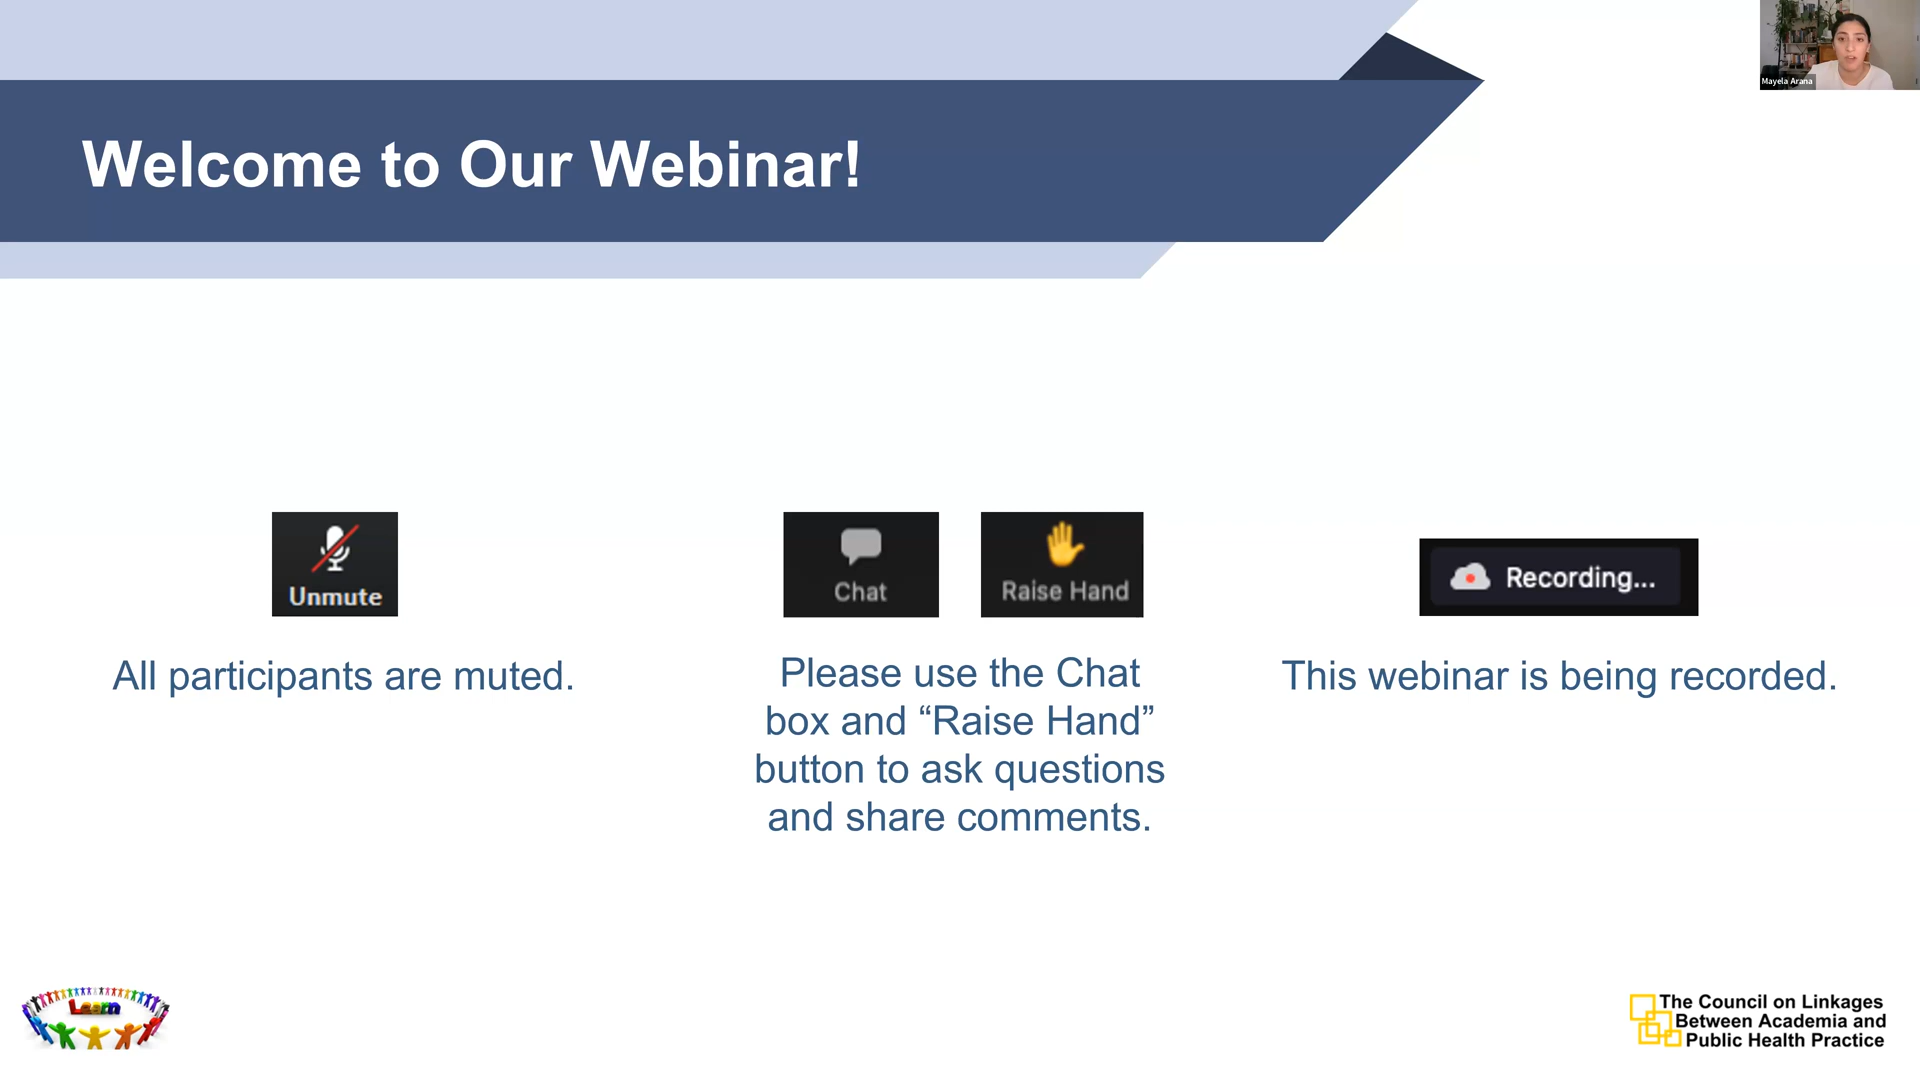 Mayela Arana
Welcome to Our Webinar!
Unmute
All participants are muted.
Chat
Raise Hand
Please use the Chat
box and “Raise Hand”
button to ask questions
and share comments.
Recording...
This webinar is being recorded.
Learn
The Council on Linkages
Between Academia and
Public Health Practice